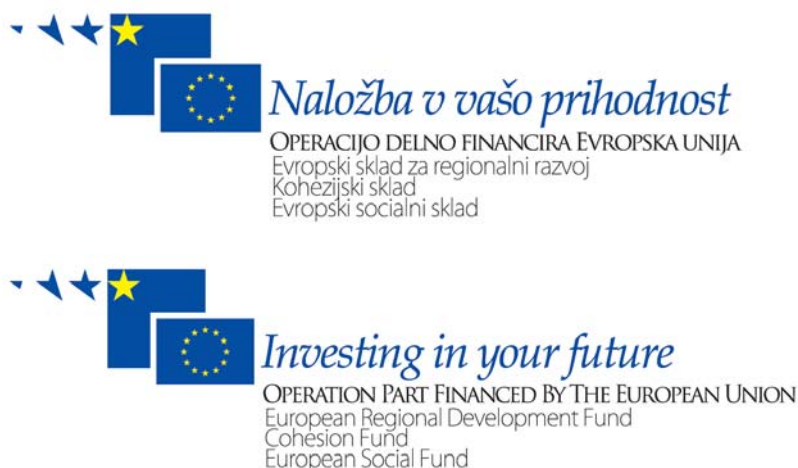 Naložba v vašo prihodnost
OPERACIJO DELNO FINANCIRA EVROPSKA UNIJA
Evropski sklad za regionalni razvoj
Kohezijski sklad
Evropski socialni sklad
Investing in your future
OPERATION PART FINANCED BY THE EUROPEAN UNION
European Regional Development Fund
Cohesion Fund
European Social Fund